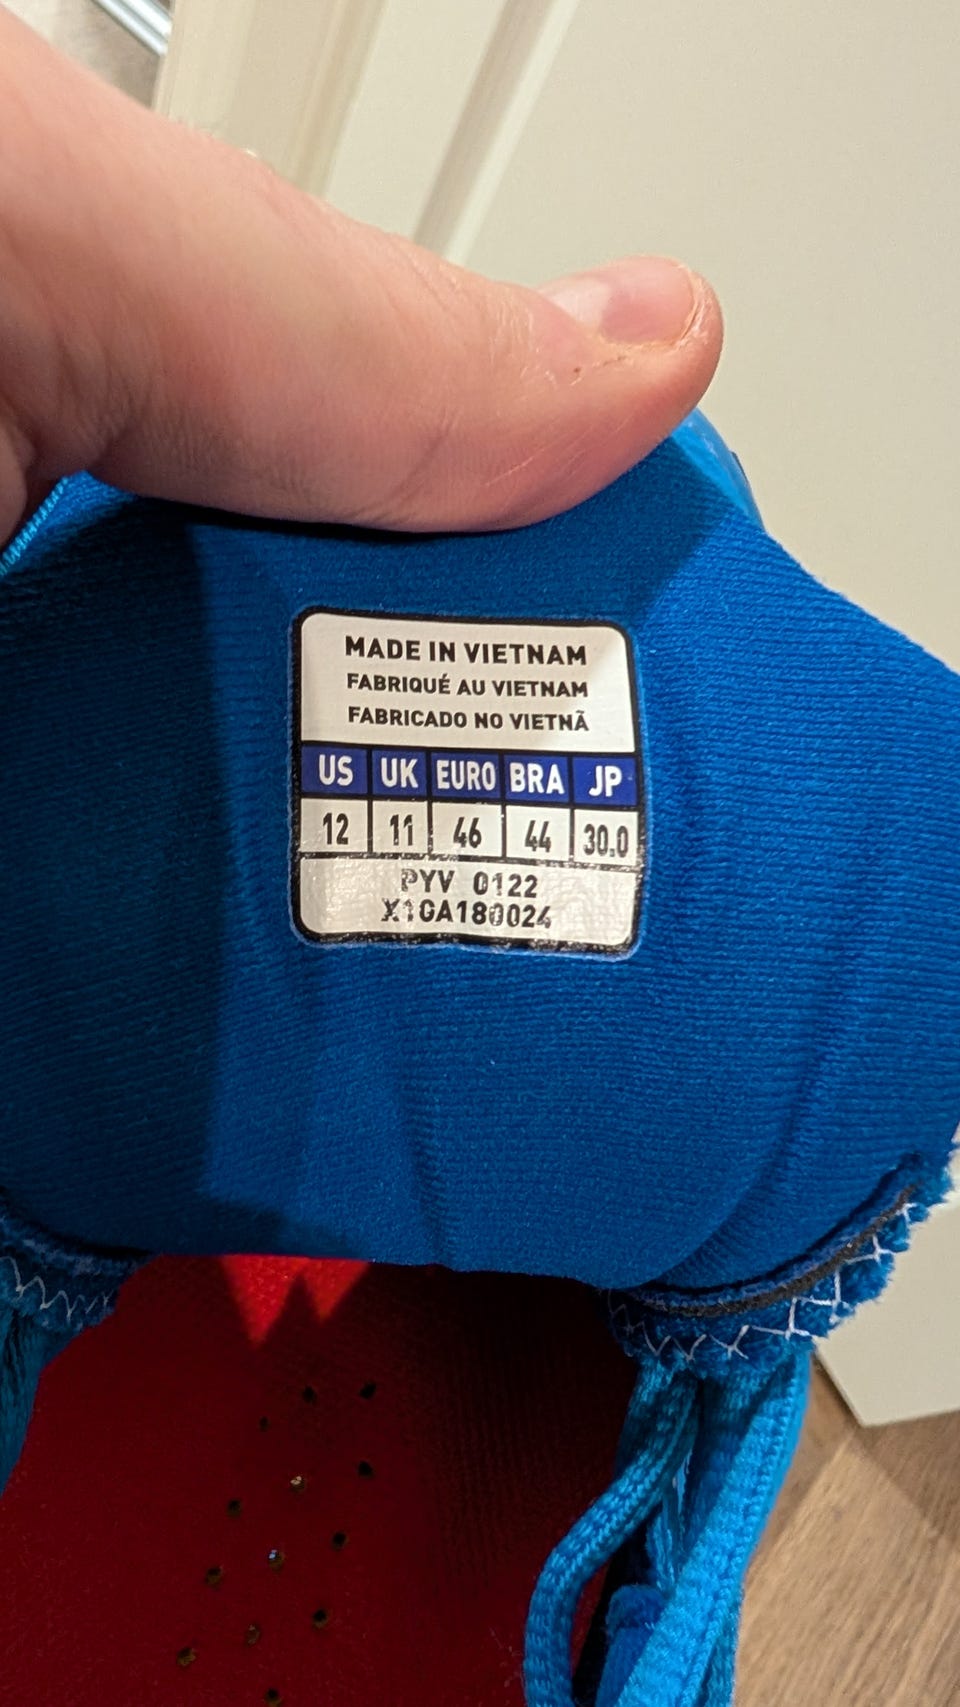 MADE IN VIETNAM
FABRIQUÉ AU VIETNAM
FABRICADO NO VIETNÃ
US UK EURO BRA JP
12 11 46 44 30.0
PYV 0122
X1GA180024